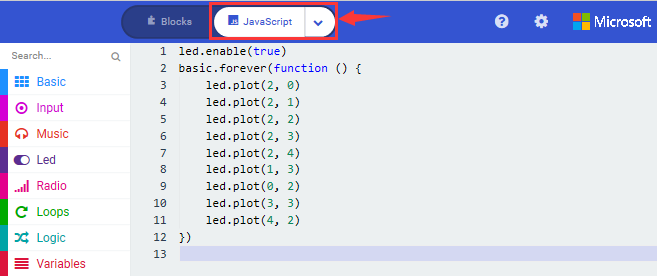 Blocks
JS JavaScript
? Microsoft
Search...
Basic
Input
Music
Led
Radio
Loops
Logic
Variables
1 led.enable(true)
2 basic.forever(function () {
3 led.plot(2, 0)
4 led.plot(2, 1)
5 led.plot(2, 2)
6 led.plot(2, 3)
7 led.plot(2, 4)
8 led.plot(1, 3)
9 led.plot(0, 2)
10 led.plot(3, 3)
11 led.plot(4, 2)
12 })
13